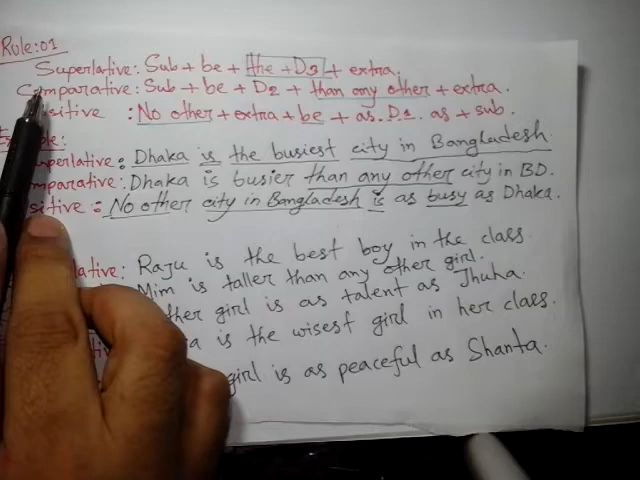 Rule:01
Superlative: Sub + be + the + D3 + extra.
Comparative: Sub + be + D2 + than any other + extra.
sitive : No other + extra + be + as D1 as + sub.
ple:
perlative: Dhaka is the busiest city in Bangladesh
mparative: Dhaka is busier than any other city in BD.
sitive: No other city in Bangladesh is as busy as Dhaka.
lative: Raju is the best boy in the class
Mim is taller than any other girl.
ther girl is as talent as Jhuha.
a is the wisest girl in her class.
girl is as peaceful as Shanta.